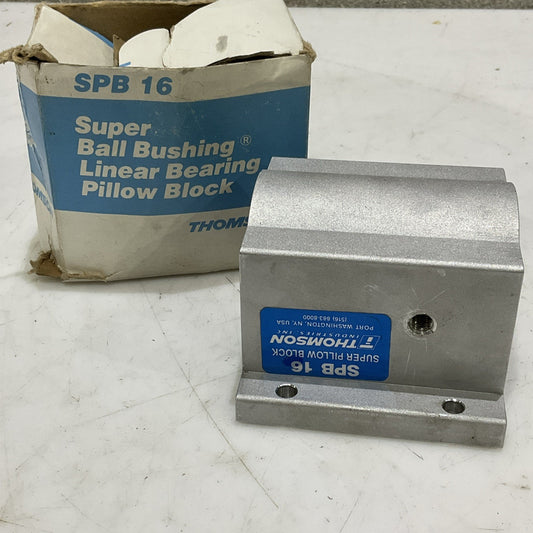 SPB 16
Super
Ball Bushing®
Linear Bearing
Pillow Block
THOMS
SPB 16
SUPER PILLOW BLOCK
THOMSON
INDUSTRIES, INC
PORT WASHINGTON, NY, USA
(516) 883-8000